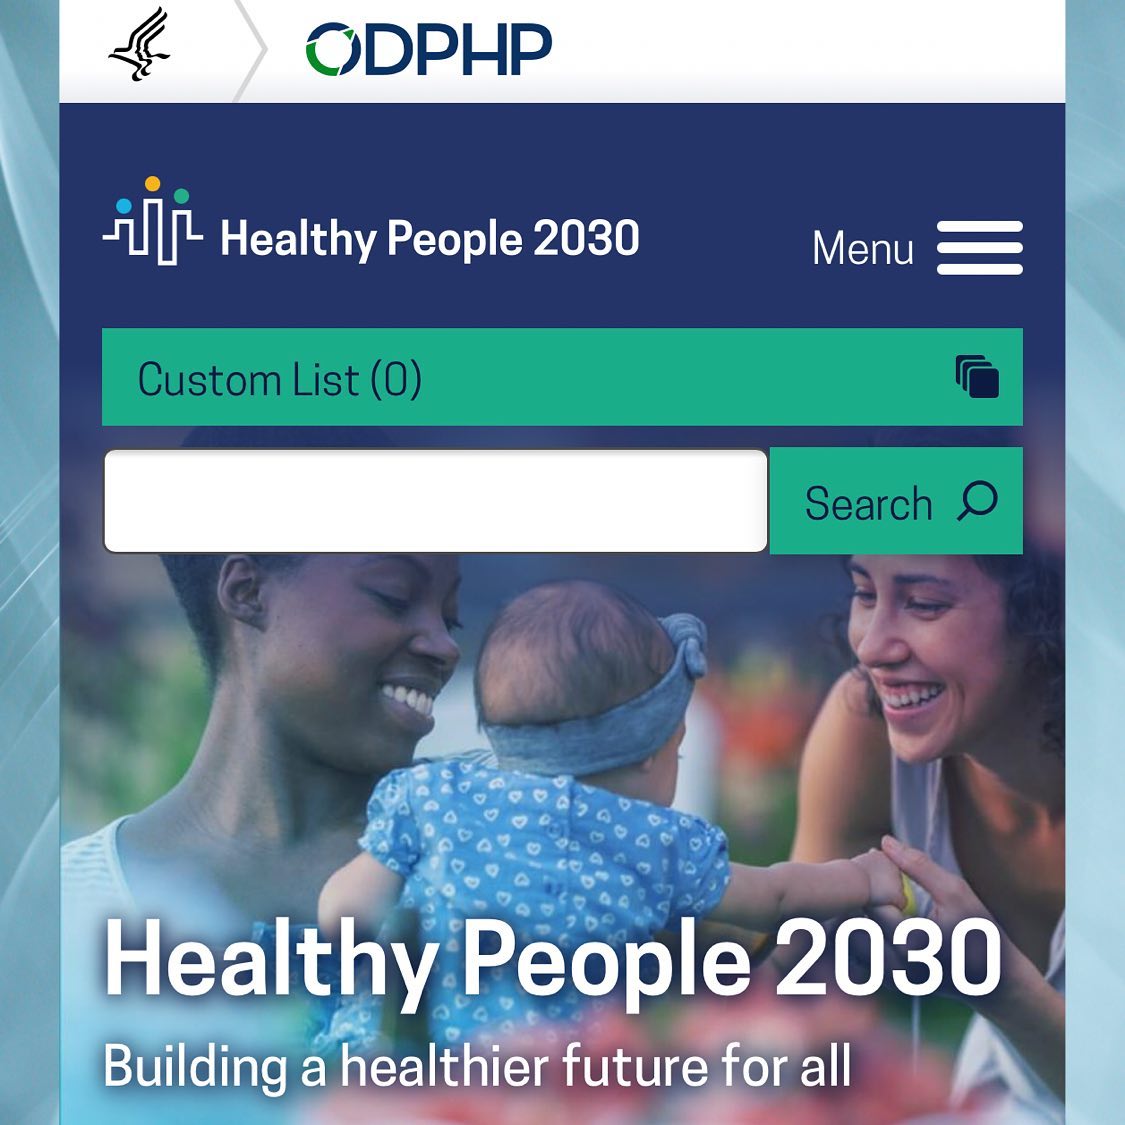 ODPHP
Healthy People 2030
Menu
Custom List (0)
Search
Healthy People 2030
Building a healthier future for all